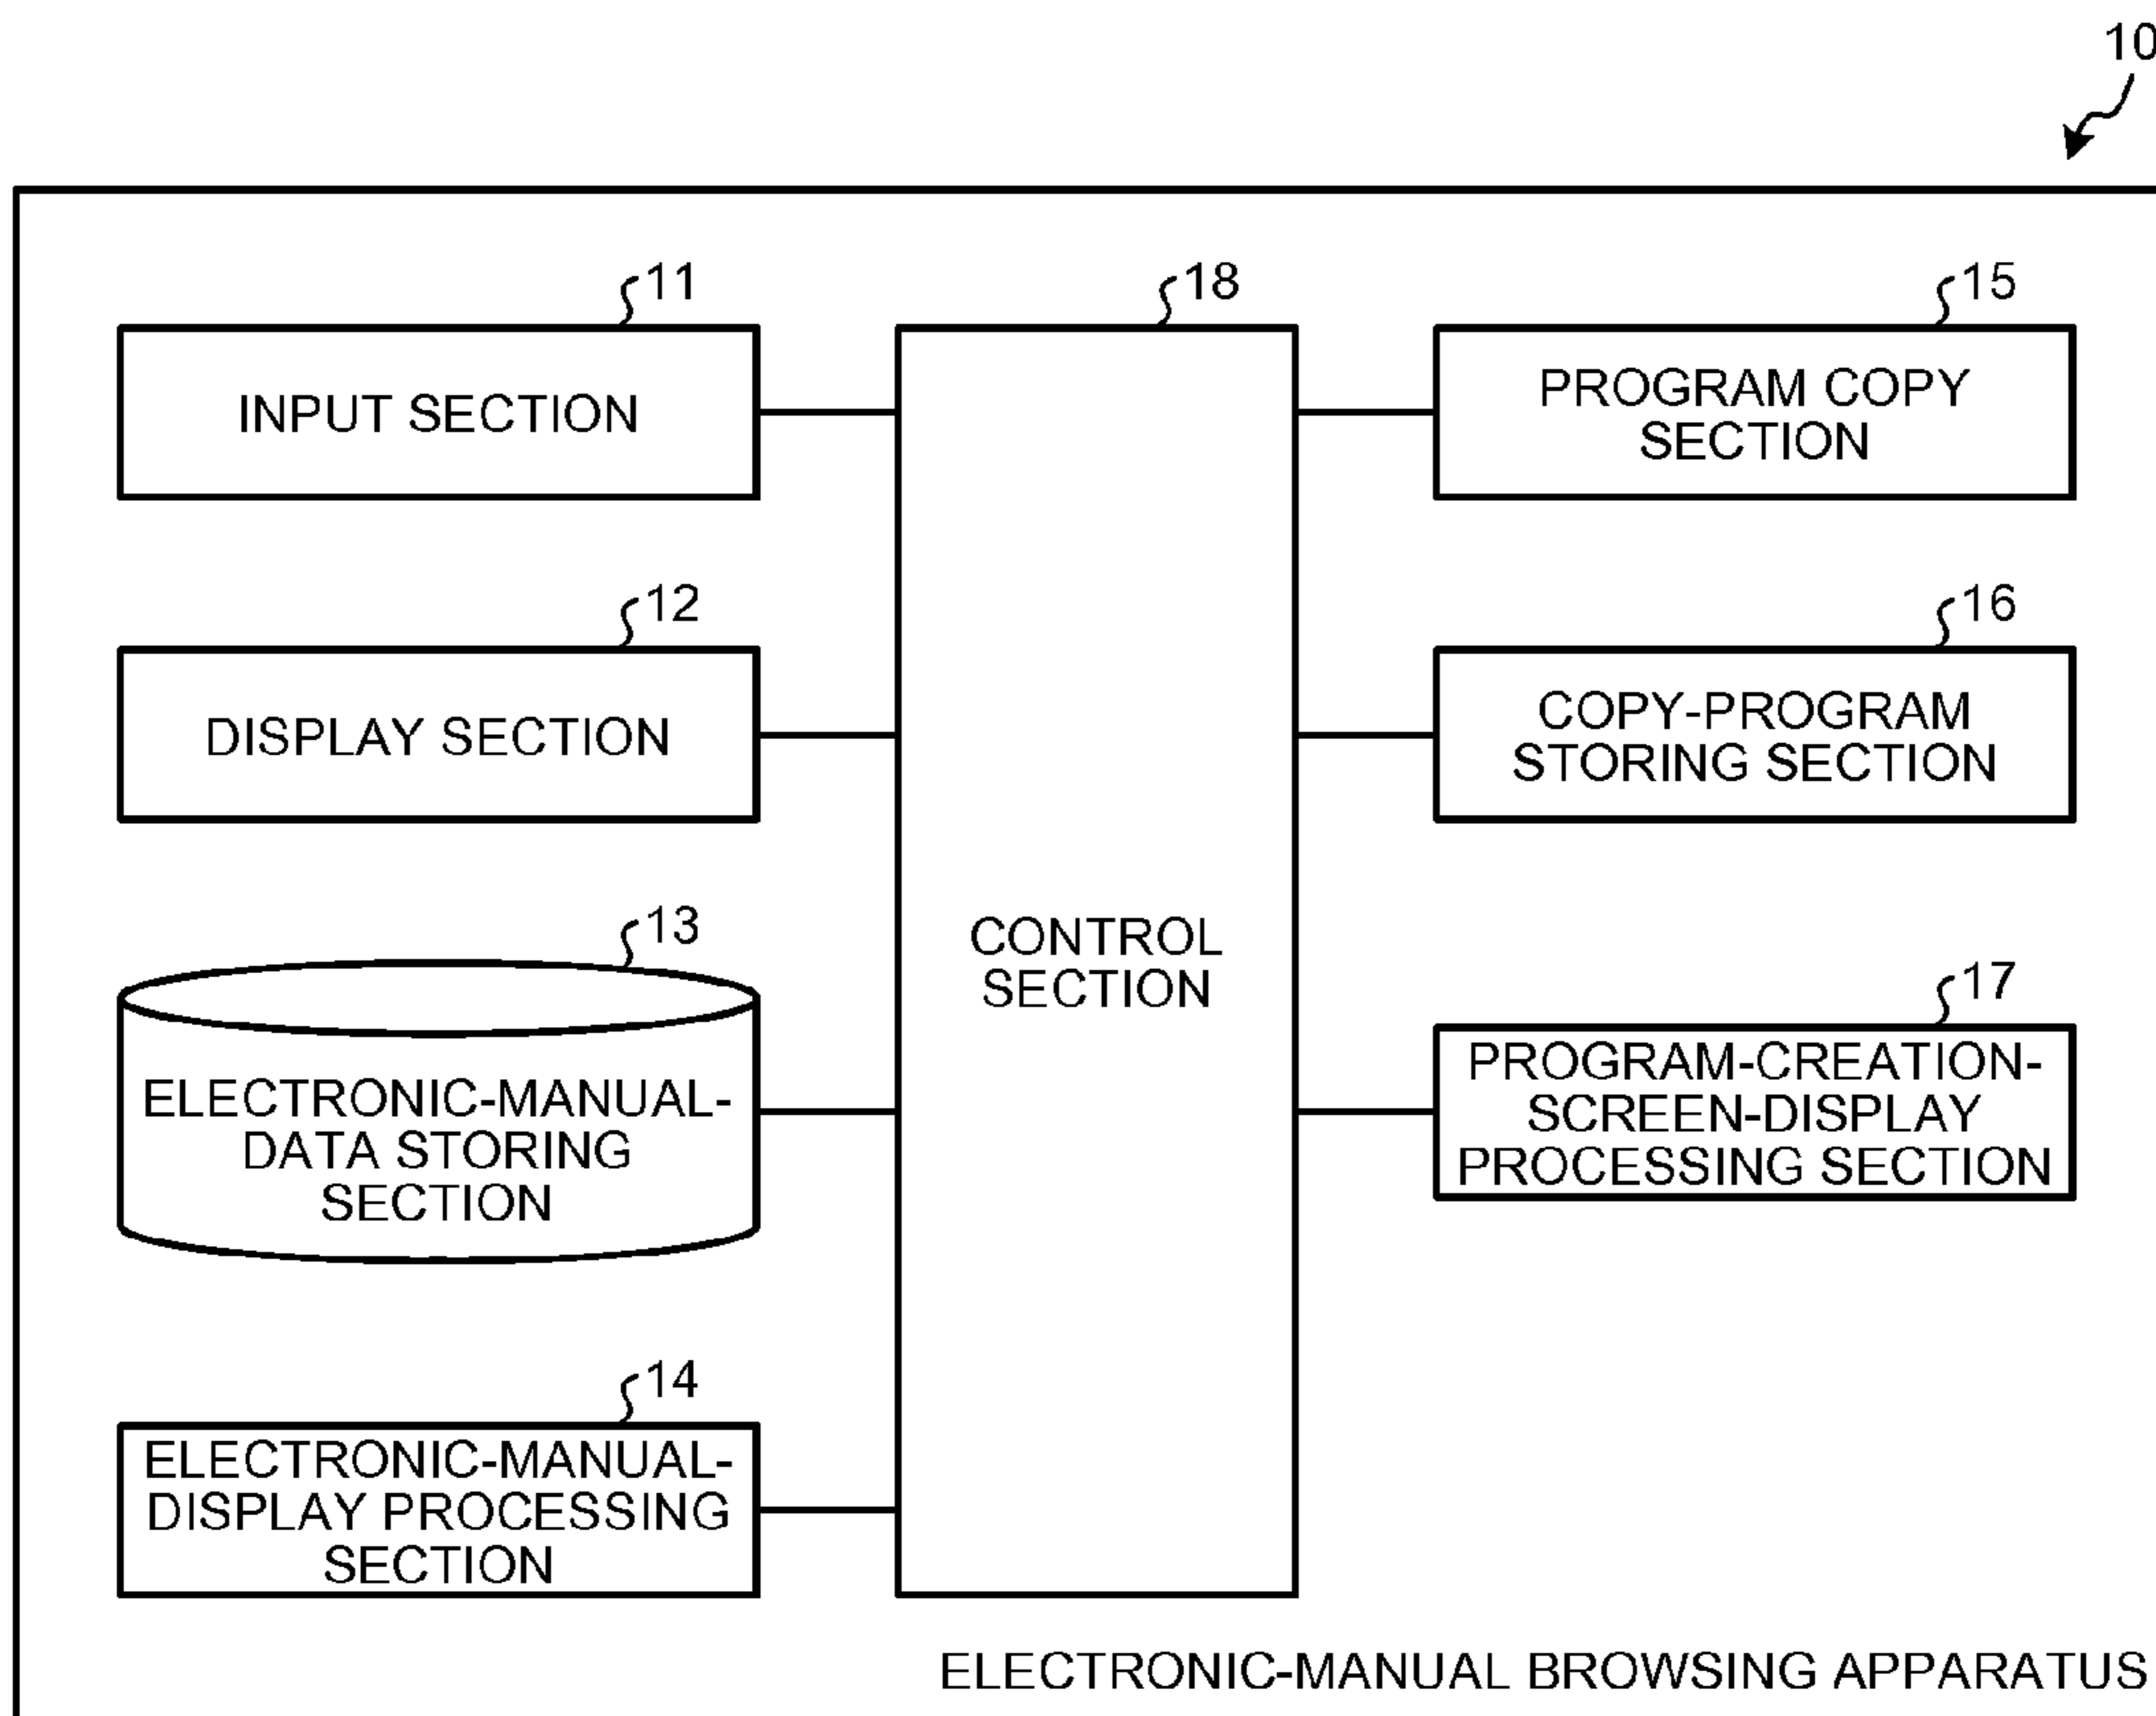 10
11
INPUT SECTION
12
DISPLAY SECTION
13
ELECTRONIC-MANUAL-
DATA STORING
SECTION
14
ELECTRONIC-MANUAL-
DISPLAY PROCESSING
SECTION
18
CONTROL
SECTION
15
PROGRAM COPY
SECTION
16
COPY-PROGRAM
STORING SECTION
17
PROGRAM-CREATION-
SCREEN-DISPLAY
PROCESSING SECTION
ELECTRONIC-MANUAL BROWSING APPARATUS